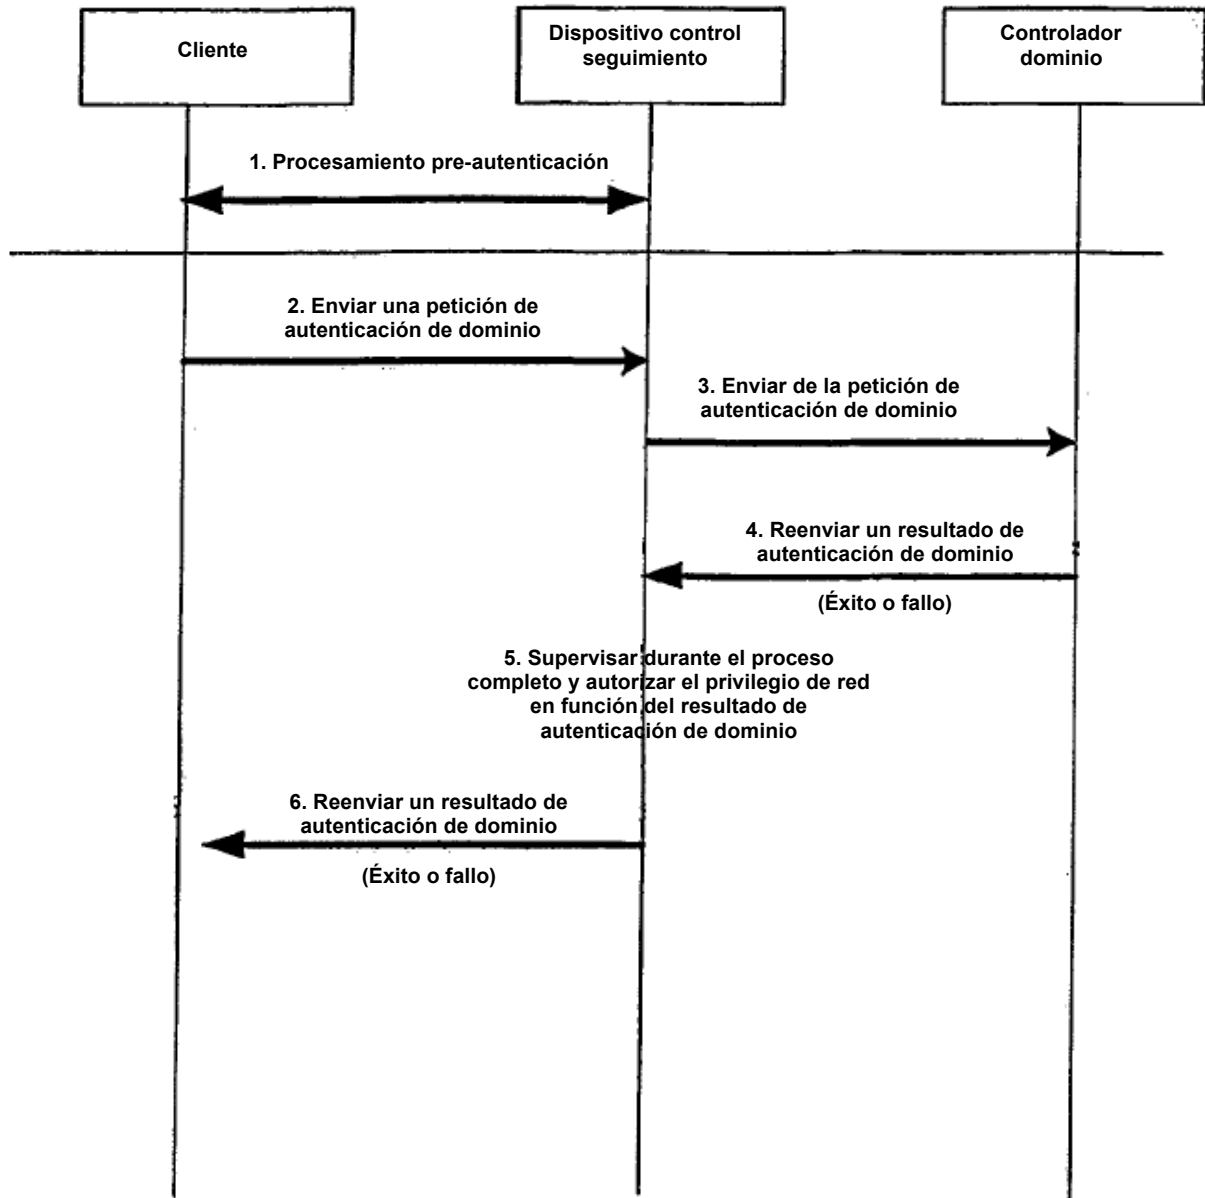 Cliente
Dispositivo control
seguimiento
Controlador
dominio
1. Procesamiento pre-autenticación
2. Enviar una petición de
autenticación de dominio
3. Enviar de la petición de
autenticación de dominio
4. Reenviar un resultado de
autenticación de dominio
(Éxito o fallo)
5. Supervisar durante el proceso
completo y autorizar el privilegio de red
en función del resultado de
autenticación de dominio
6. Reenviar un resultado de
autenticación de dominio
(Éxito o fallo)